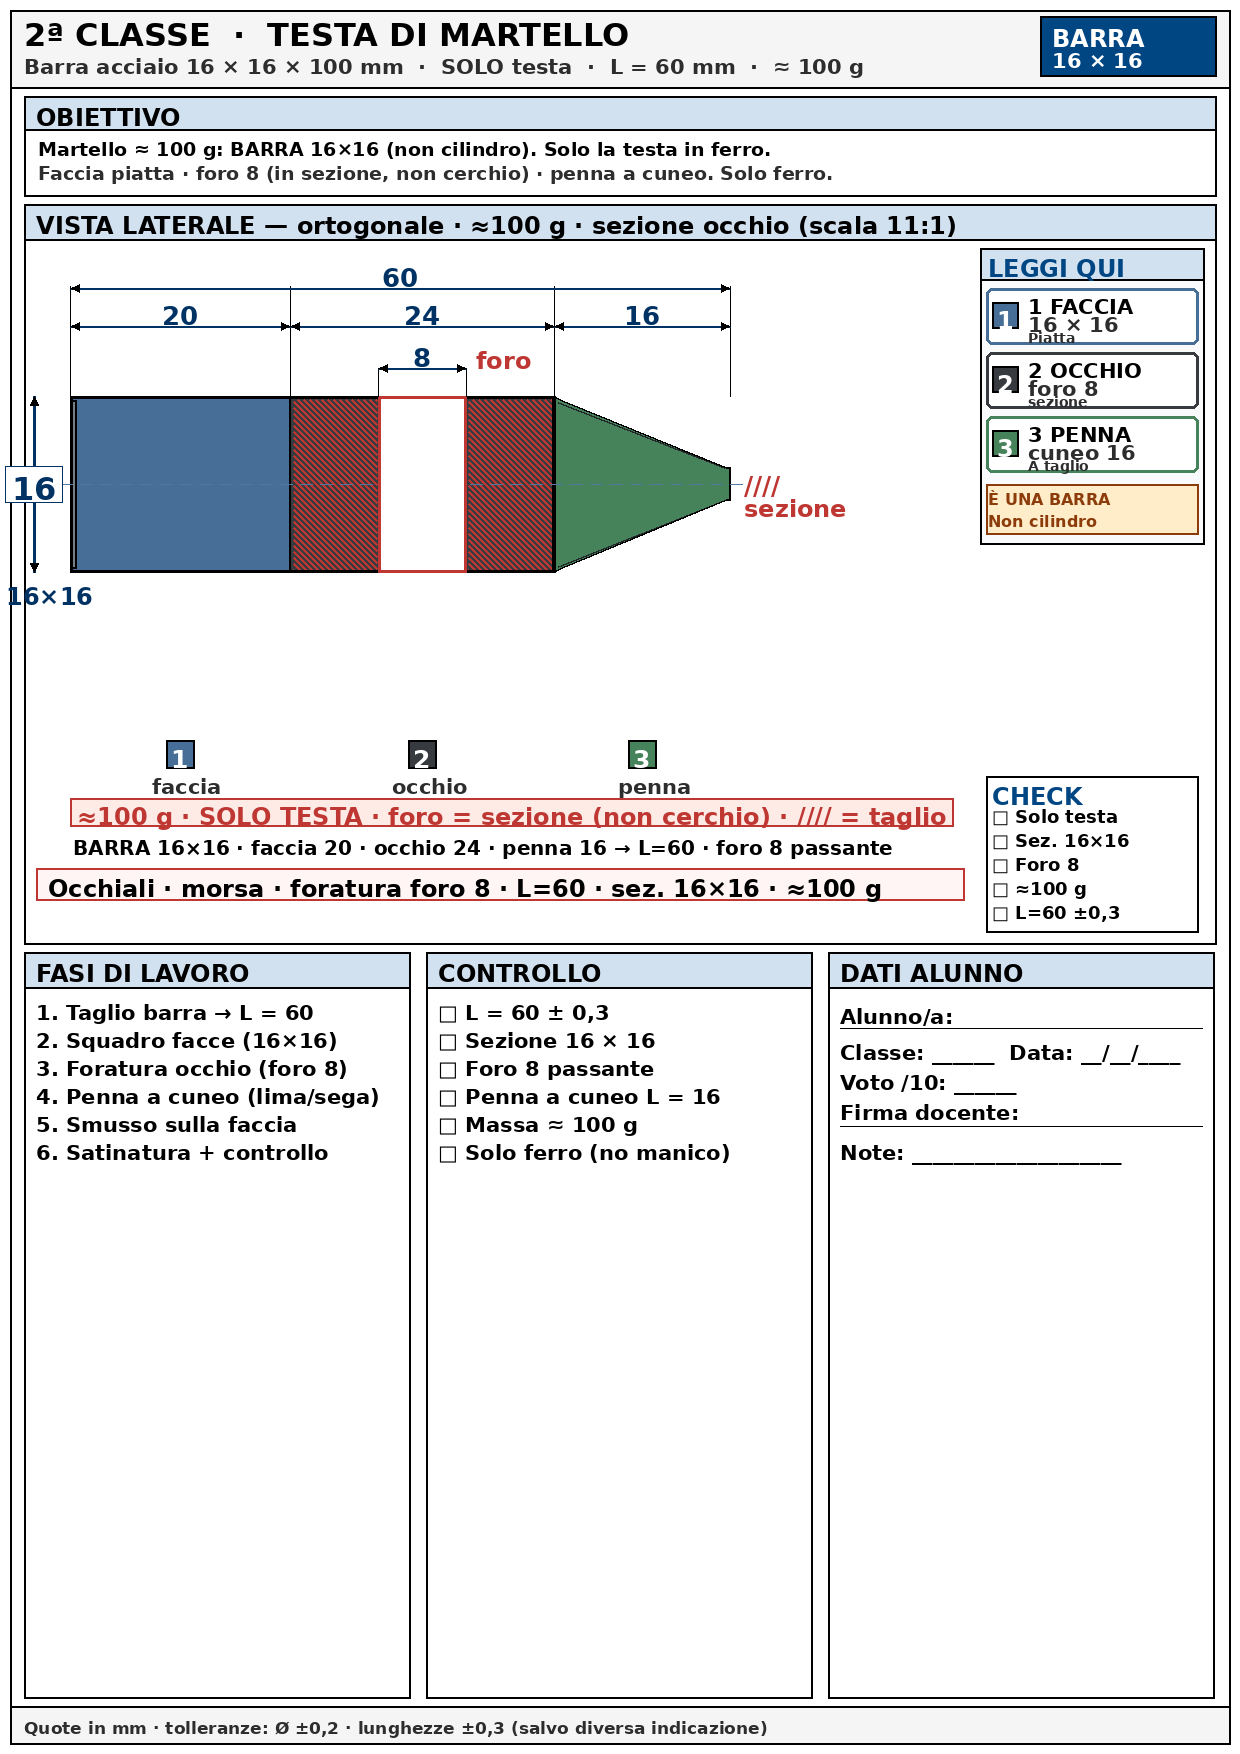 2ª CLASSE · TESTA DI MARTELLO
Barra acciaio 16 × 16 × 100 mm · SOLO testa · L = 60 mm · ≈ 100 g
BARRA
16 × 16
OBIETTIVO
Martello ≈ 100 g: BARRA 16×16 (non cilindro). Solo la testa in ferro.
Faccia piatta · foro 8 (in sezione, non cerchio) · penna a cuneo. Solo ferro.
VISTA LATERALE — ortogonale · ≈100 g · sezione occhio (scala 11:1)
60
20
24
16
8
foro
16
16×16
////
sezione
LEGGI QUI
1
1 FACCIA
16 × 16
Piatta
2
2 OCCHIO
foro 8
sezione
3
3 PENNA
cuneo 16
A taglio
È UNA BARRA
Non cilindro
1
2
3
faccia
occhio
penna
≈100 g · SOLO TESTA · foro = sezione (non cerchio) · //// = taglio
BARRA 16×16 · faccia 20 · occhio 24 · penna 16 → L=60 · foro 8 passante
Occhiali · morsa · foratura foro 8 · L=60 · sez. 16×16 · ≈100 g
CHECK
□ Solo testa
□ Sez. 16×16
□ Foro 8
□ ≈100 g
□ L=60 ±0,3
FASI DI LAVORO
1. Taglio barra → L = 60
2. Squadro facce (16×16)
3. Foratura occhio (foro 8)
4. Penna a cuneo (lima/sega)
5. Smusso sulla faccia
6. Satinatura + controllo
CONTROLLO
□ L = 60 ± 0,3
□ Sezione 16 × 16
□ Foro 8 passante
□ Penna a cuneo L = 16
□ Massa ≈ 100 g
□ Solo ferro (no manico)
DATI ALUNNO
Alunno/a:
Classe: ______ Data: __/__/____
Voto /10: ______
Firma docente:
Note: ____________________
Quote in mm · tolleranze: Ø ±0,2 · lunghezze ±0,3 (salvo diversa indicazione)